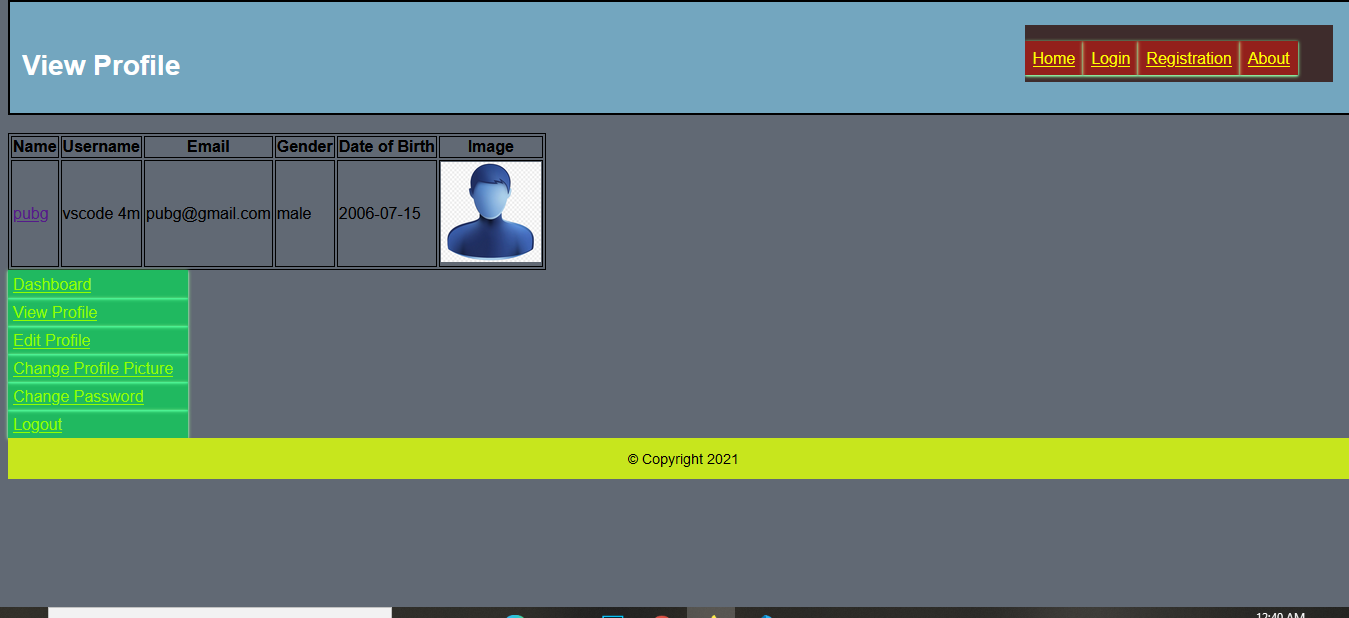 View Profile
Home Login Registration About
Name Username Email Gender Date of Birth Image
pubg vscode 4m pubg@gmail.com male 2006-07-15
Dashboard
View Profile
Edit Profile
Change Profile Picture
Change Password
Logout
© Copyright 2021
12:40 AM